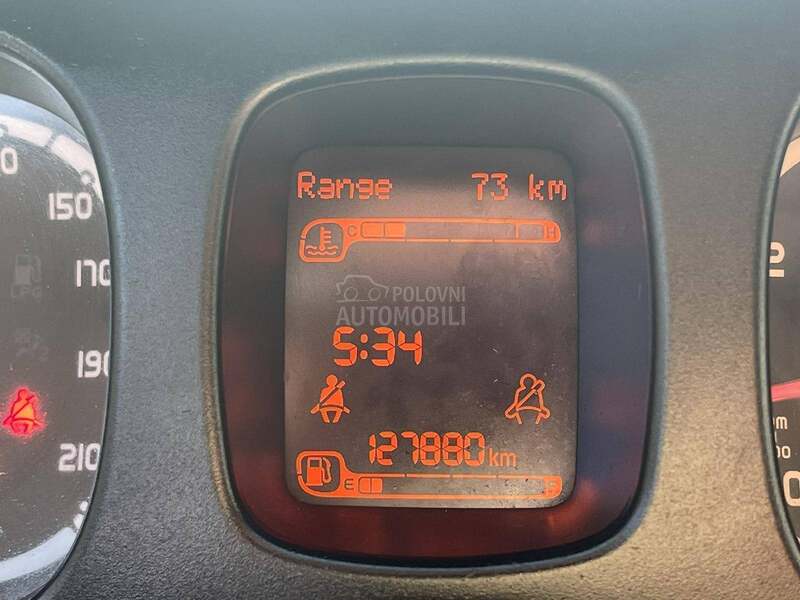 Range 73 km
C H
POLOVNI
AUTOMOBILI
5:34
127880 km
E F
150
170
190
210